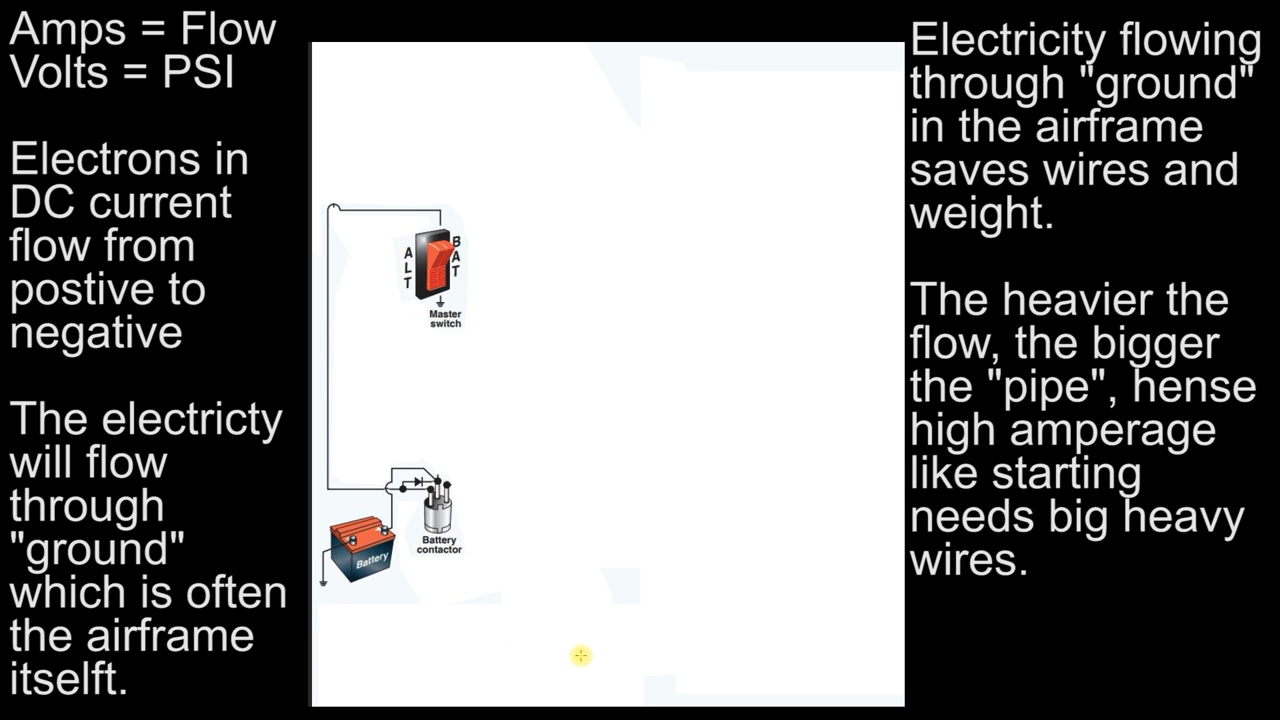 Amps = Flow
Volts = PSI
Electrons in
DC current
flow from
postive to
negative
The electricty
will flow
through
"ground"
which is often
the airframe
itselft.
ALT
BAT
Master
switch
Battery
contactor
Battery
Electricity flowing
through "ground"
in the airframe
saves wires and
weight.
The heavier the
flow, the bigger
the "pipe", hense
high amperage
like starting
needs big heavy
wires.